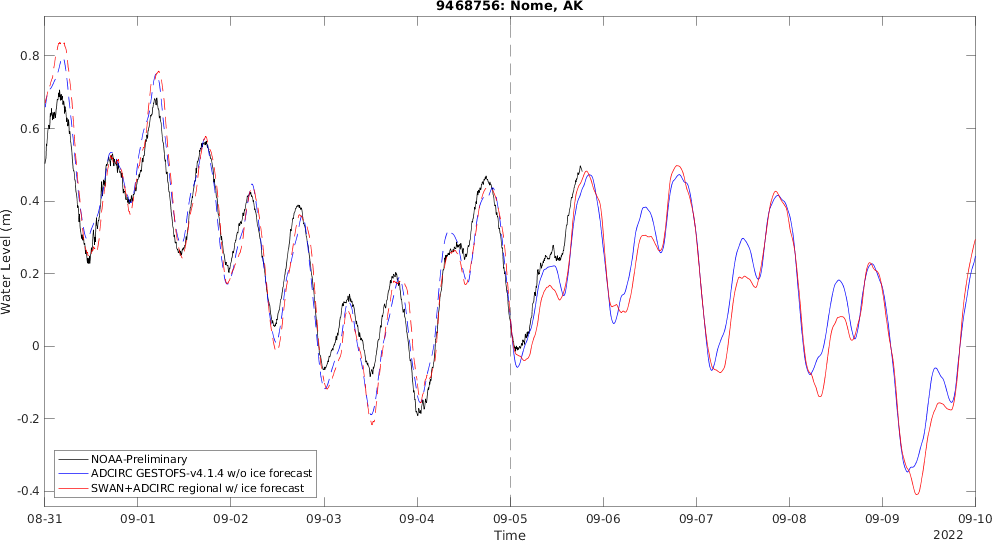 9468756: Nome, AK
Water Level (m)
0.8
0.6
0.4
0.2
0
-0.2
-0.4
NOAA-Preliminary
ADCIRC GESTOFS-v4.1.4 w/o ice forecast
SWAN+ADCIRC regional w/ ice forecast
08-31 09-01 09-02 09-03 09-04 09-05 09-06 09-07 09-08 09-09 09-10
Time
2022